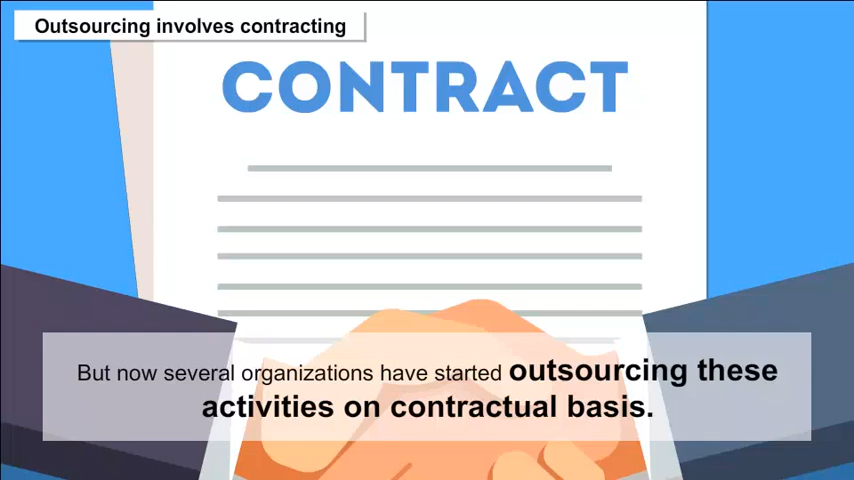 Outsourcing involves contracting
CONTRACT
But now several organizations have started outsourcing these
activities on contractual basis.